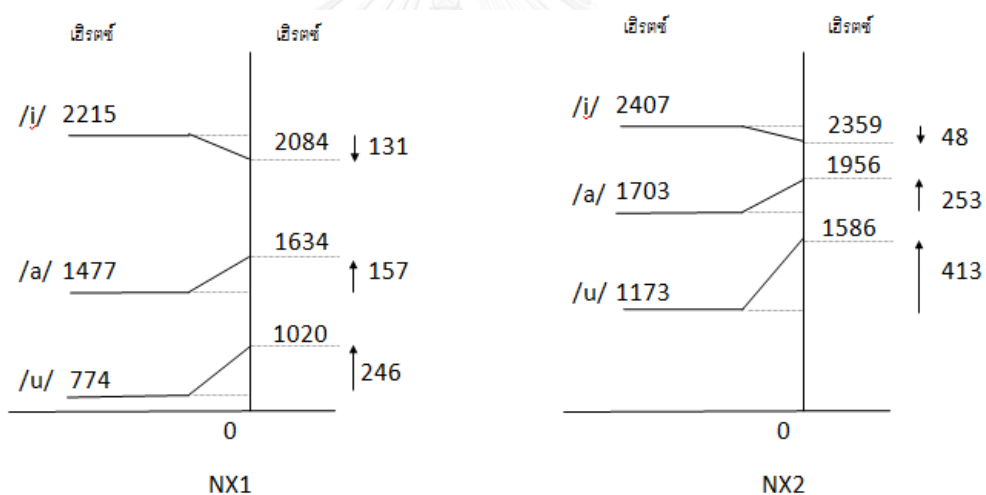 เฮิรตซ์ เฮิรตซ์
/i/ 2215
2084 131
1634
/a/ 1477 157
1020
/u/ 774 246
0
NX1
เฮิรตซ์ เฮิรตซ์
/i/ 2407
2359 48
1956
/a/ 1703 253
1586
413
/u/ 1173
0
NX2